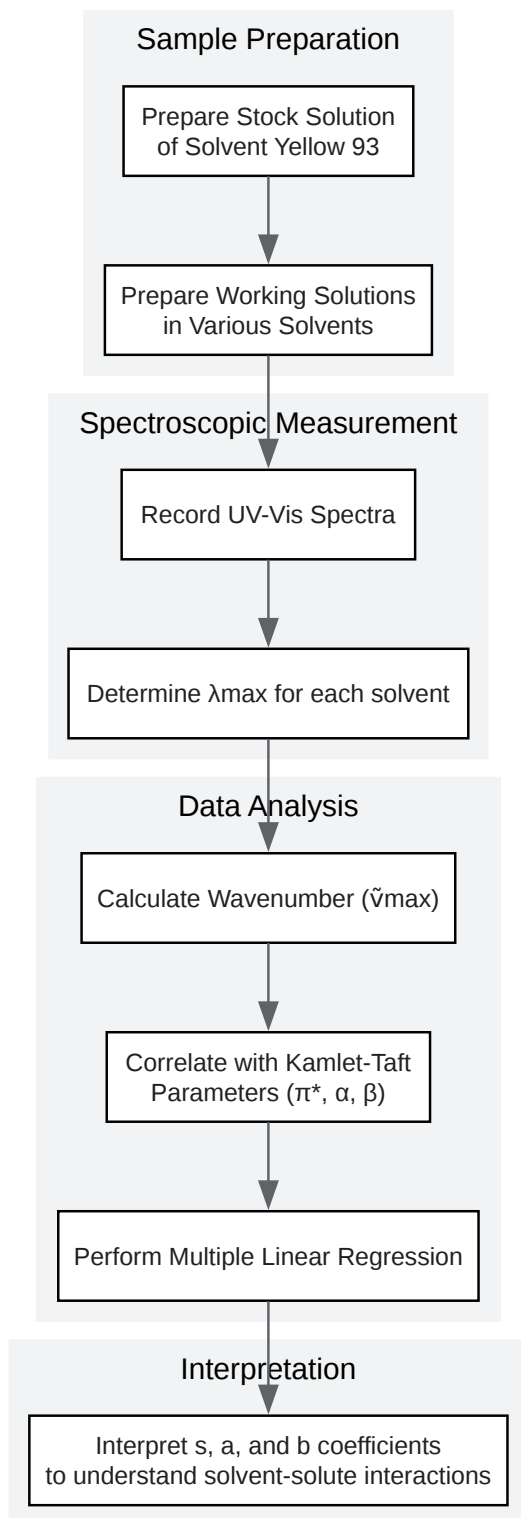 Sample Preparation
Prepare Stock Solution
of Solvent Yellow 93
Prepare Working Solutions
in Various Solvents
Spectroscopic Measurement
Record UV-Vis Spectra
Determine λmax for each solvent
Data Analysis
Calculate Wavenumber (ṽmax)
Correlate with Kamlet-Taft
Parameters (π*, α, β)
Perform Multiple Linear Regression
Interpretation
Interpret s, a, and b coefficients
to understand solvent-solute interactions